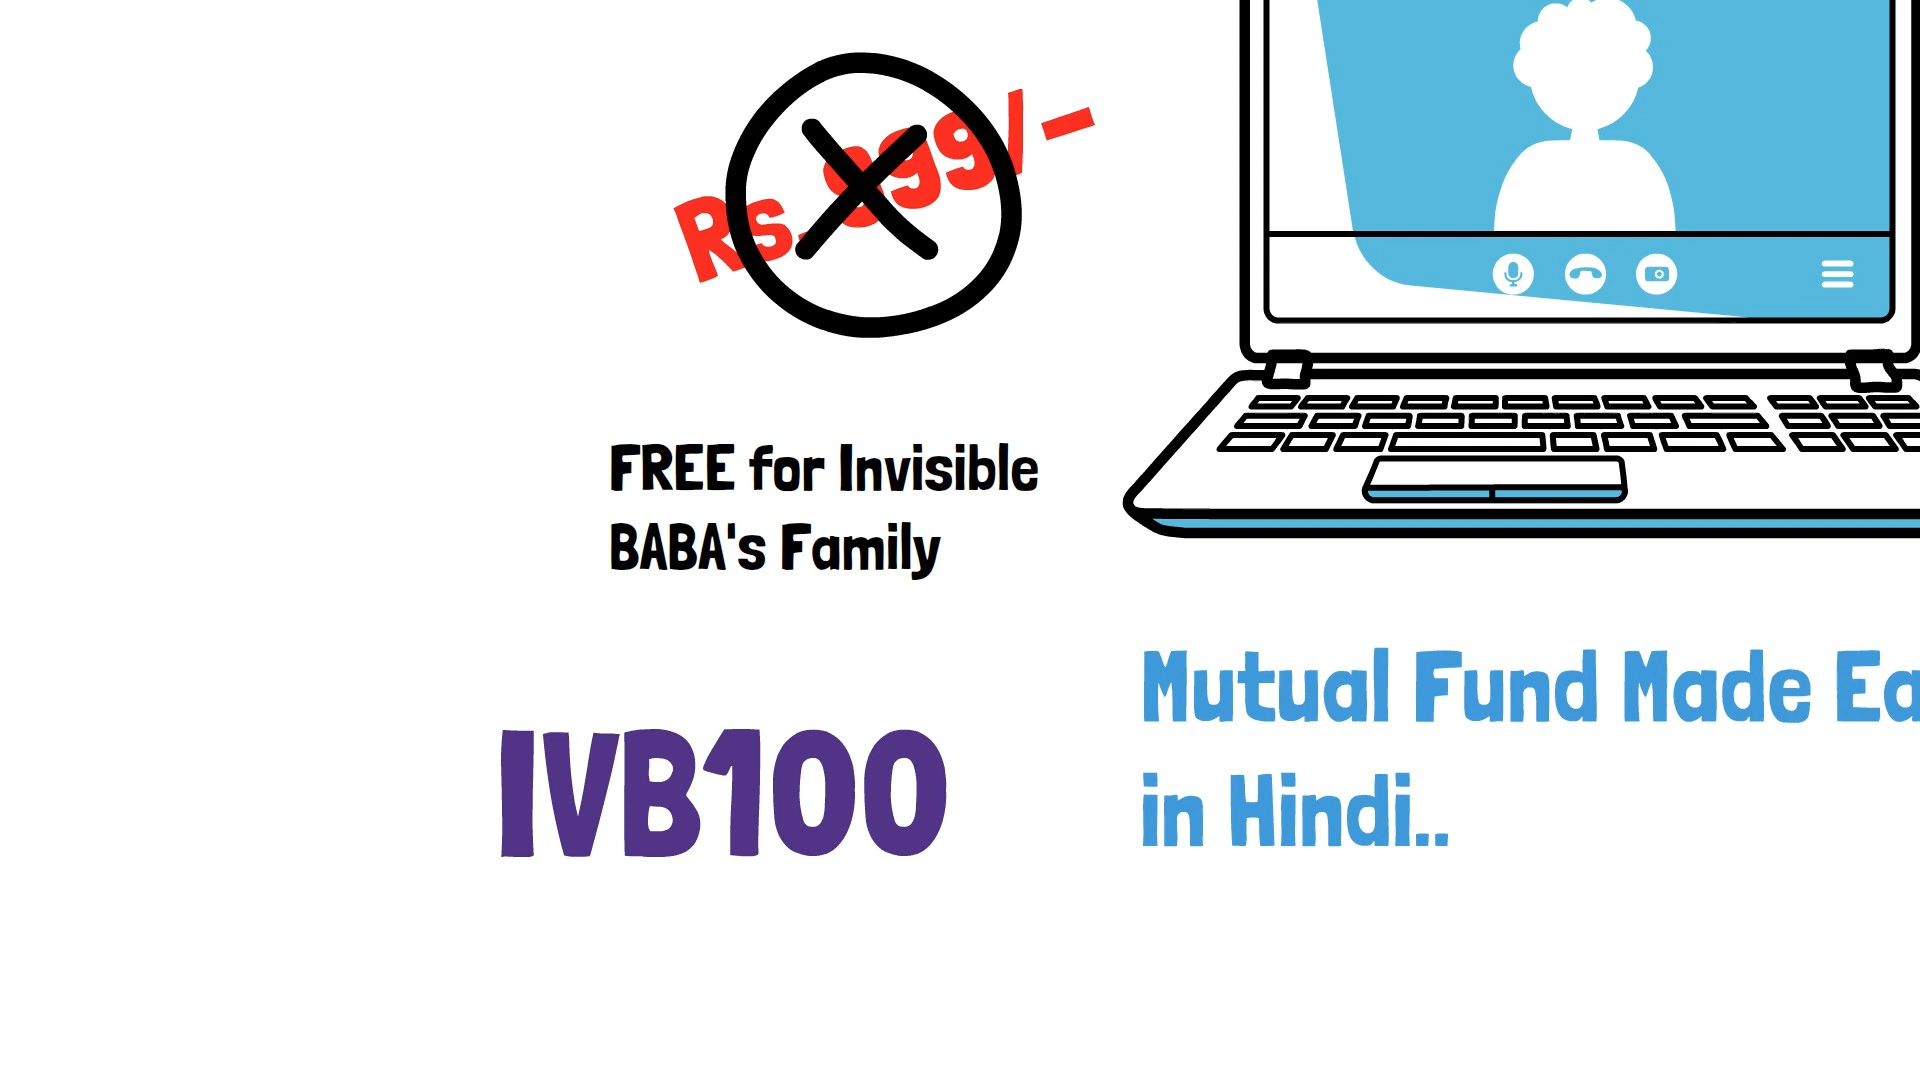 Rs. 999/-
FREE for Invisible
BABA's Family
IVB100
Mutual Fund Made Ea
in Hindi..